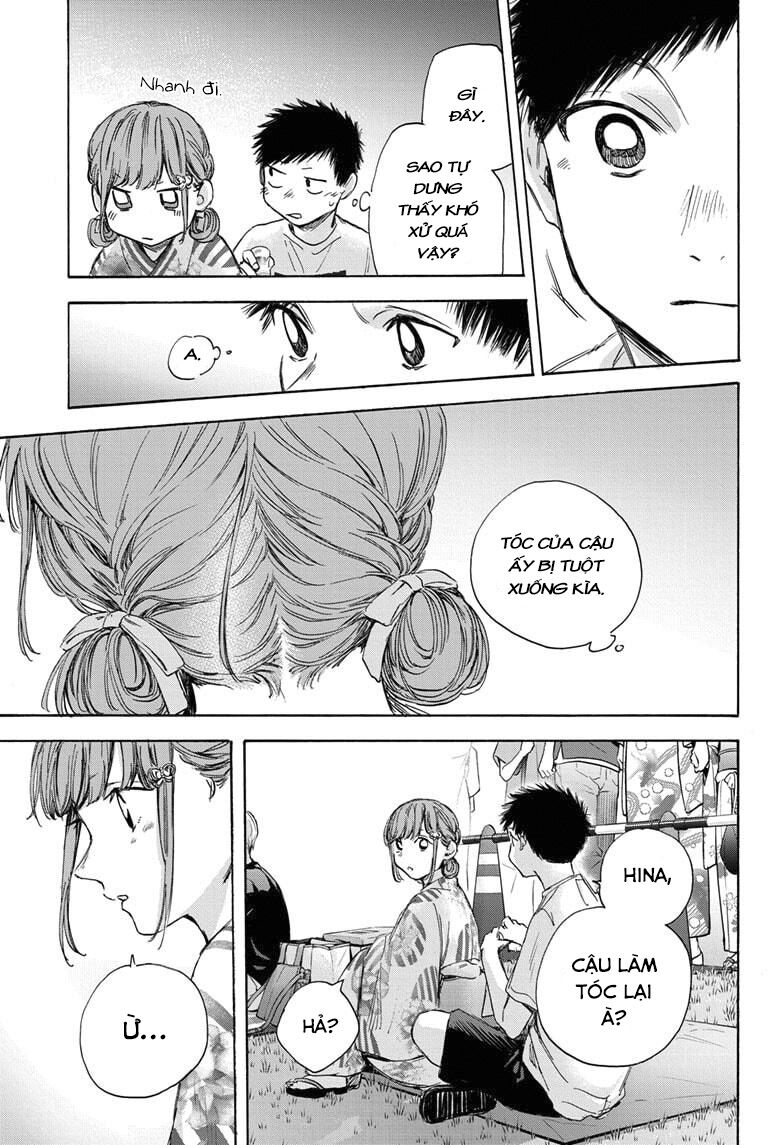 GÌ
ĐÂY.
SAO TỰ
DUNG
THẤY KHÓ
XỬ QUÁ
VẬY?
Nhanh đi.
A.
TÓC CỦA CẬU
ẤY BỊ TUỘT
XUỐNG KÌA.
HINA,
CẬU LÀM
TÓC LẠI
À?
HẢ?
Ừ...